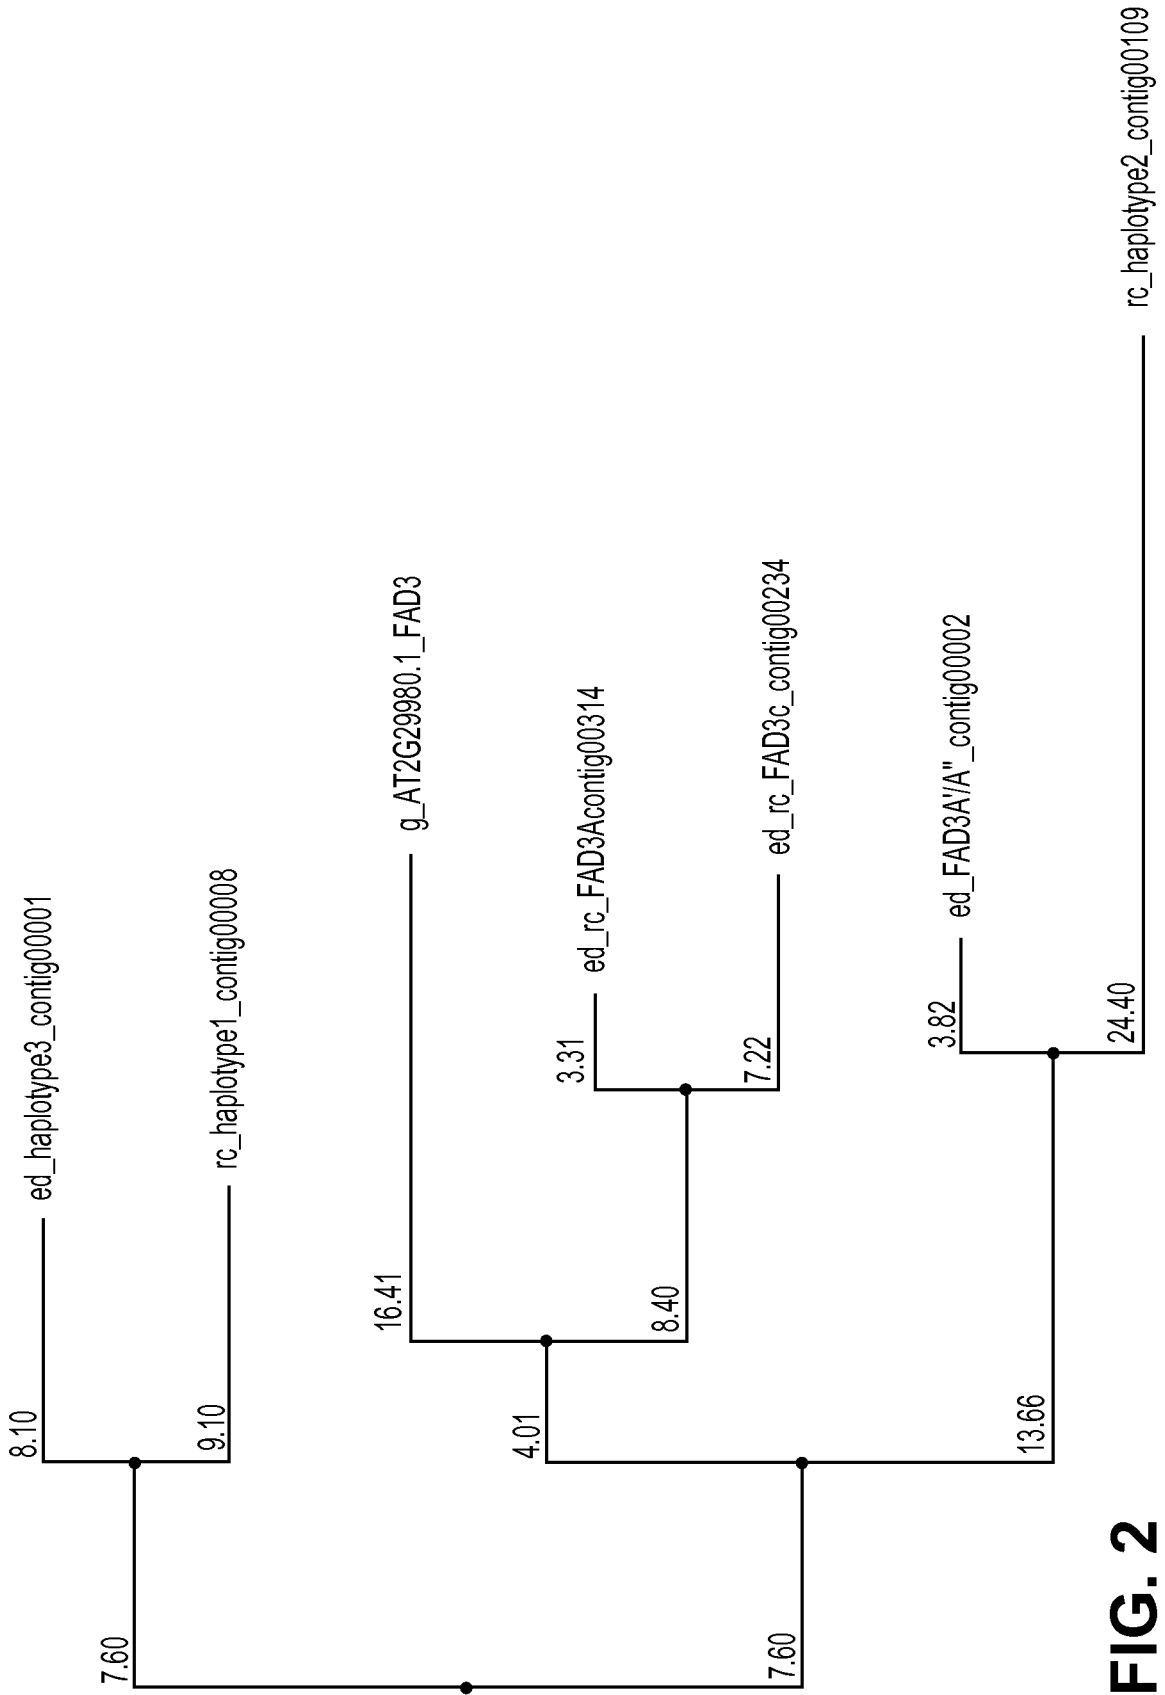 8.10
ed_haplotype3_contig00001
7.60
9.10
rc_haplotype1_contig00008
16.41
g_AT2G29980.1_FAD3
4.01
3.31
ed_rc_FAD3Acontig00314
8.40
7.22
ed_rc_FAD3c_contig00234
7.60
3.82
ed_FAD3A'/A"_contig00002
13.66
24.40
rc_haplotype2_contig00109
FIG. 2